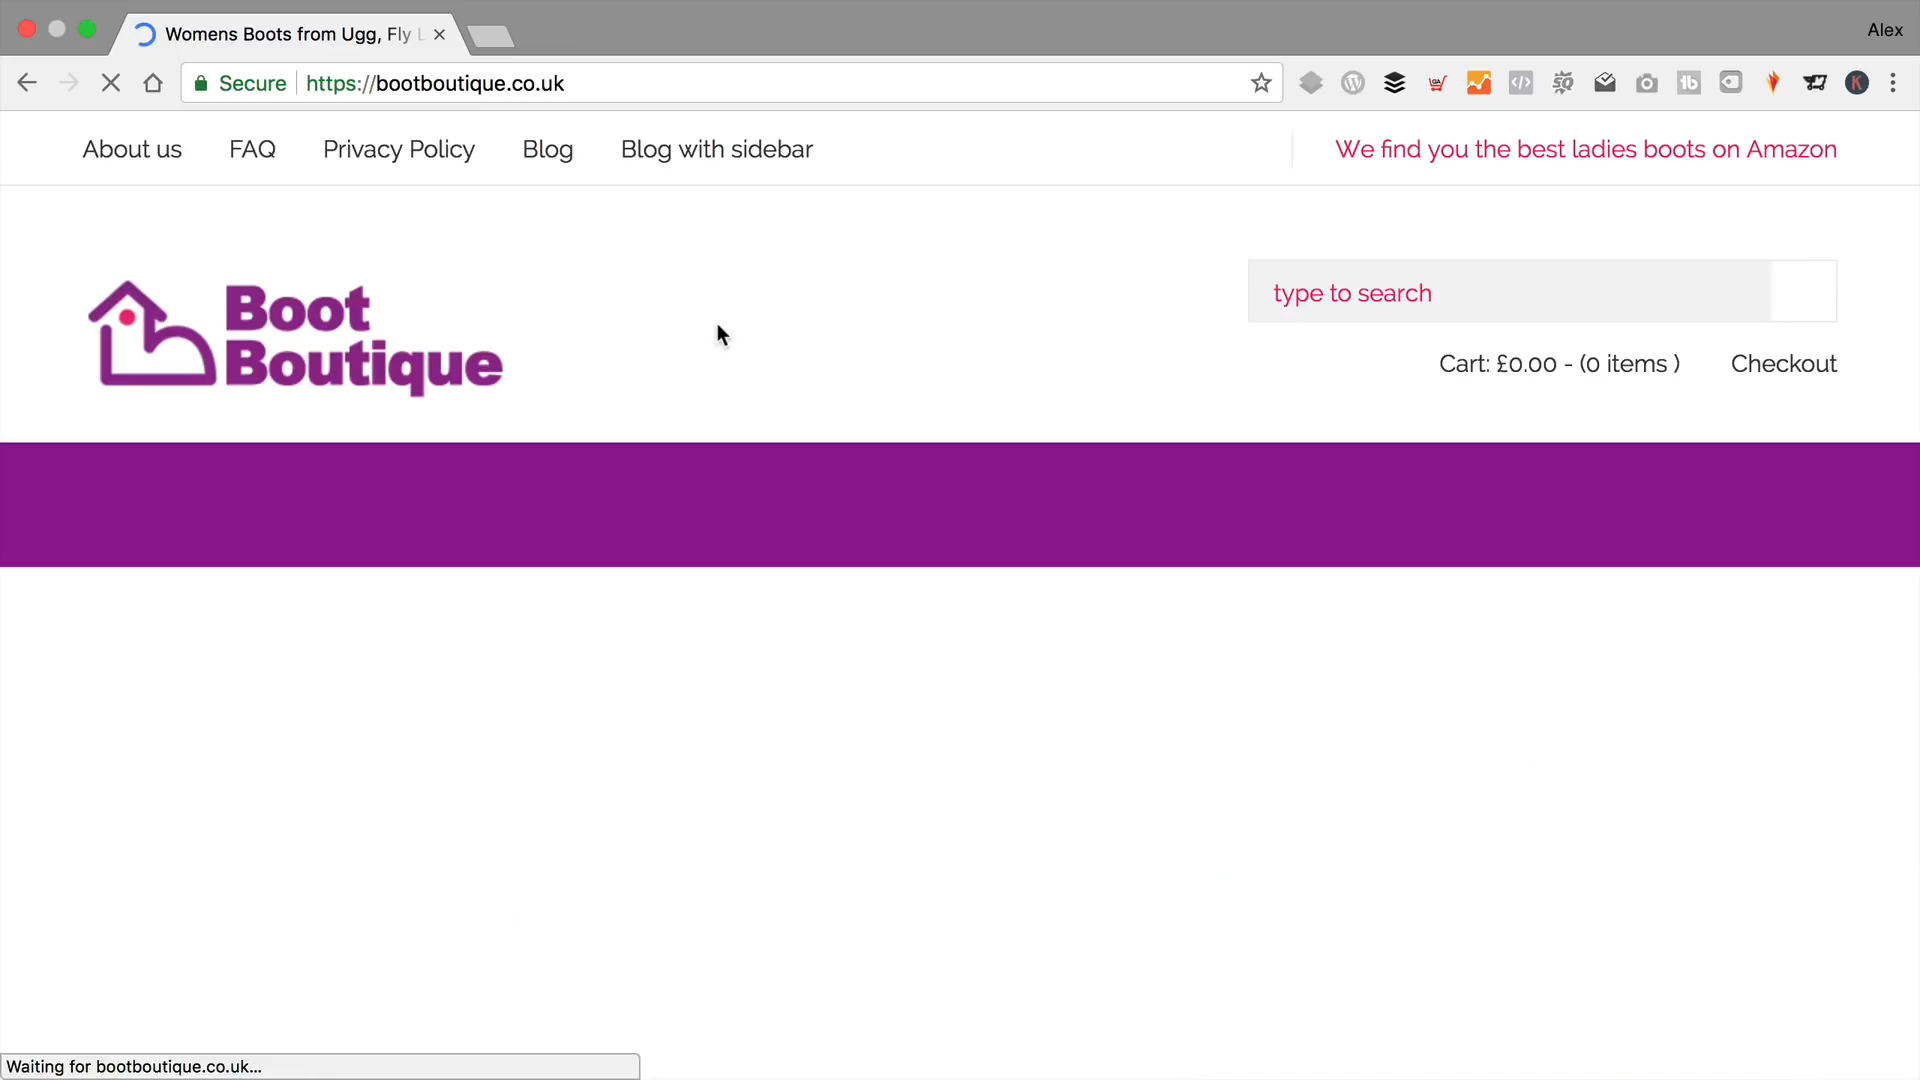 Womens Boots from Ugg, Fly
Alex
Secure
https://bootboutique.co.uk
About us
FAQ
Privacy Policy
Blog
Blog with sidebar
We find you the best ladies boots on Amazon
Boot
Boutique
type to search
Cart: £0.00 - (0 items )
Checkout
Waiting for bootboutique.co.uk...